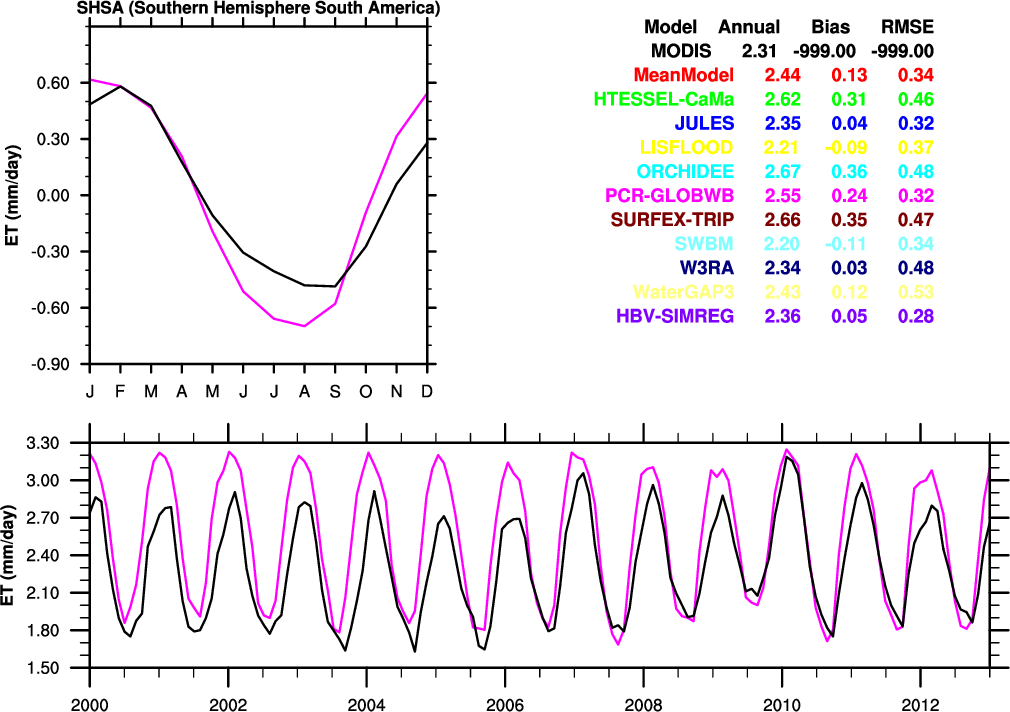 SHSA (Southern Hemisphere South America)
ET (mm/day)
0.60
0.30
0.00
-0.30
-0.60
-0.90
J F M A M J J A S O N D
Model Annual Bias RMSE
MODIS 2.31 -999.00 -999.00
MeanModel 2.44 0.13 0.34
HTESSEL-CaMa 2.62 0.31 0.46
JULES 2.35 0.04 0.32
LISFLOOD 2.21 -0.09 0.37
ORCHIDEE 2.67 0.36 0.48
PCR-GLOBWB 2.55 0.24 0.32
SURFEX-TRIP 2.66 0.35 0.47
SWBM 2.20 -0.11 0.34
W3RA 2.34 0.03 0.48
WaterGAP3 2.43 0.12 0.53
HBV-SIMREG 2.36 0.05 0.28
ET (mm/day)
3.30
3.00
2.70
2.40
2.10
1.80
1.50
2000 2002 2004 2006 2008 2010 2012